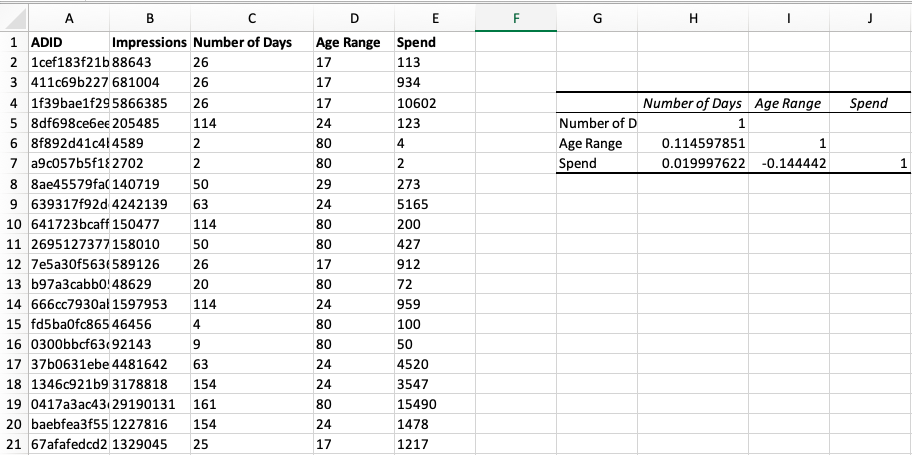 A B C D E F G H I J
1 ADID Impressions Number of Days Age Range Spend
2 1cef183f21b 88643 26 17 113
3 411c69b227 681004 26 17 934
4 1f39bae1f29 5866385 26 17 10602 Number of Days Age Range Spend
5 8df698ce6ee 205485 114 24 123 Number of D 1
6 8f892d41c4 4589 2 80 4 Age Range 0.114597851 1
7 a9c057b5f18 2702 2 80 2 Spend 0.019997622 -0.144442 1
8 8ae45579fa0 140719 50 29 273
9 639317f92d 4242139 63 24 5165
10 641723bcaff 150477 114 80 200
11 2695127377 158010 50 80 427
12 7e5a30f563 589126 26 17 912
13 b97a3cabb0 48629 20 80 72
14 666cc7930a 1597953 114 24 959
15 fd5ba0fc865 46456 4 80 100
16 0300bbcf63 92143 9 80 50
17 37b0631ebe 4481642 63 24 4520
18 1346c921b9 3178818 154 24 3547
19 0417a3ac43 29190131 161 80 15490
20 baebfea3f55 1227816 154 24 1478
21 67afafedcd2 1329045 25 17 1217